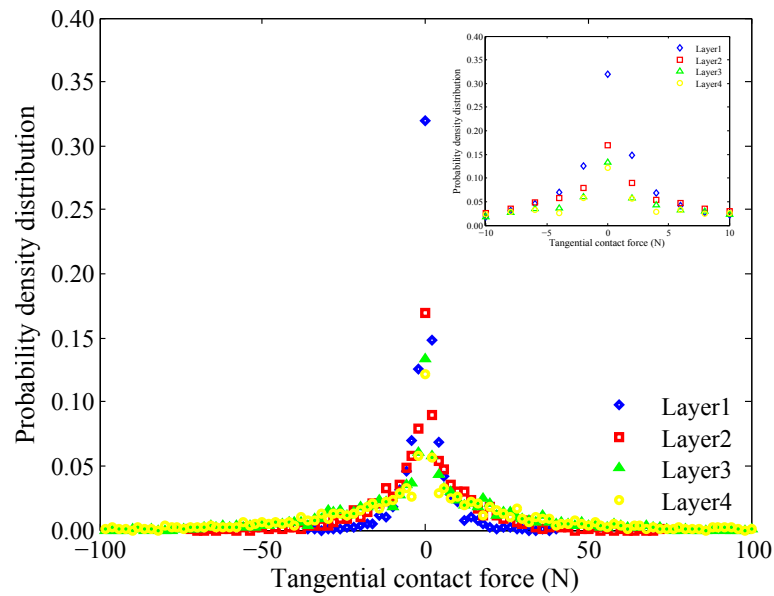 0.40
0.35
0.30
0.25
0.20
0.15
0.10
0.05
0.00
−100
−50
0
50
100
Probability density distribution
Tangential contact force (N)
Layer1
Layer2
Layer3
Layer4
0.40
0.35
0.30
0.25
0.20
0.15
0.10
0.05
0.00
−10
−5
0
5
10
Probability density distribution
Tangential contact force (N)
Layer1
Layer2
Layer3
Layer4